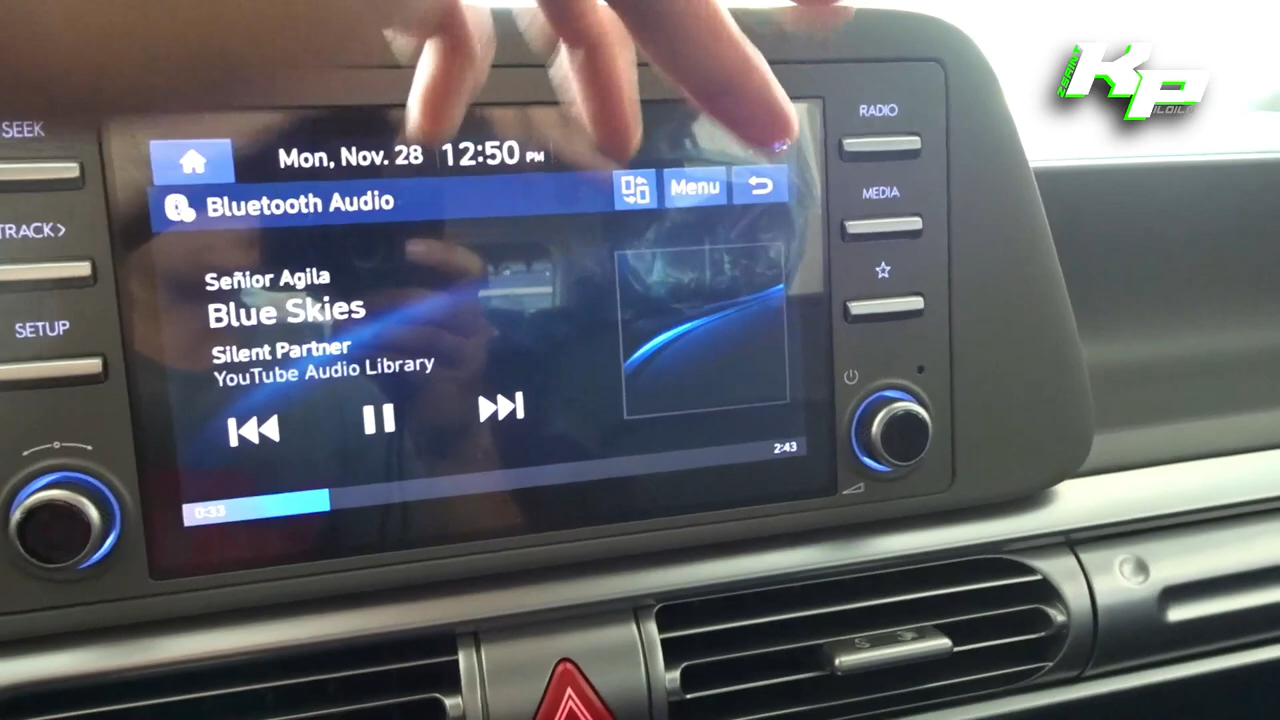 SEEK
TRACK>
SETUP
Mon, Nov. 28 12:50 PM
Bluetooth Audio
Menu
Señior Agila
Blue Skies
Silent Partner
YouTube Audio Library
2:43
0:33
RADIO
MEDIA
KP